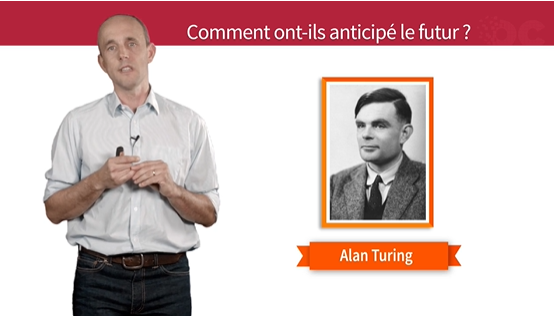 Comment ont-ils anticipé le futur ?
Alan Turing